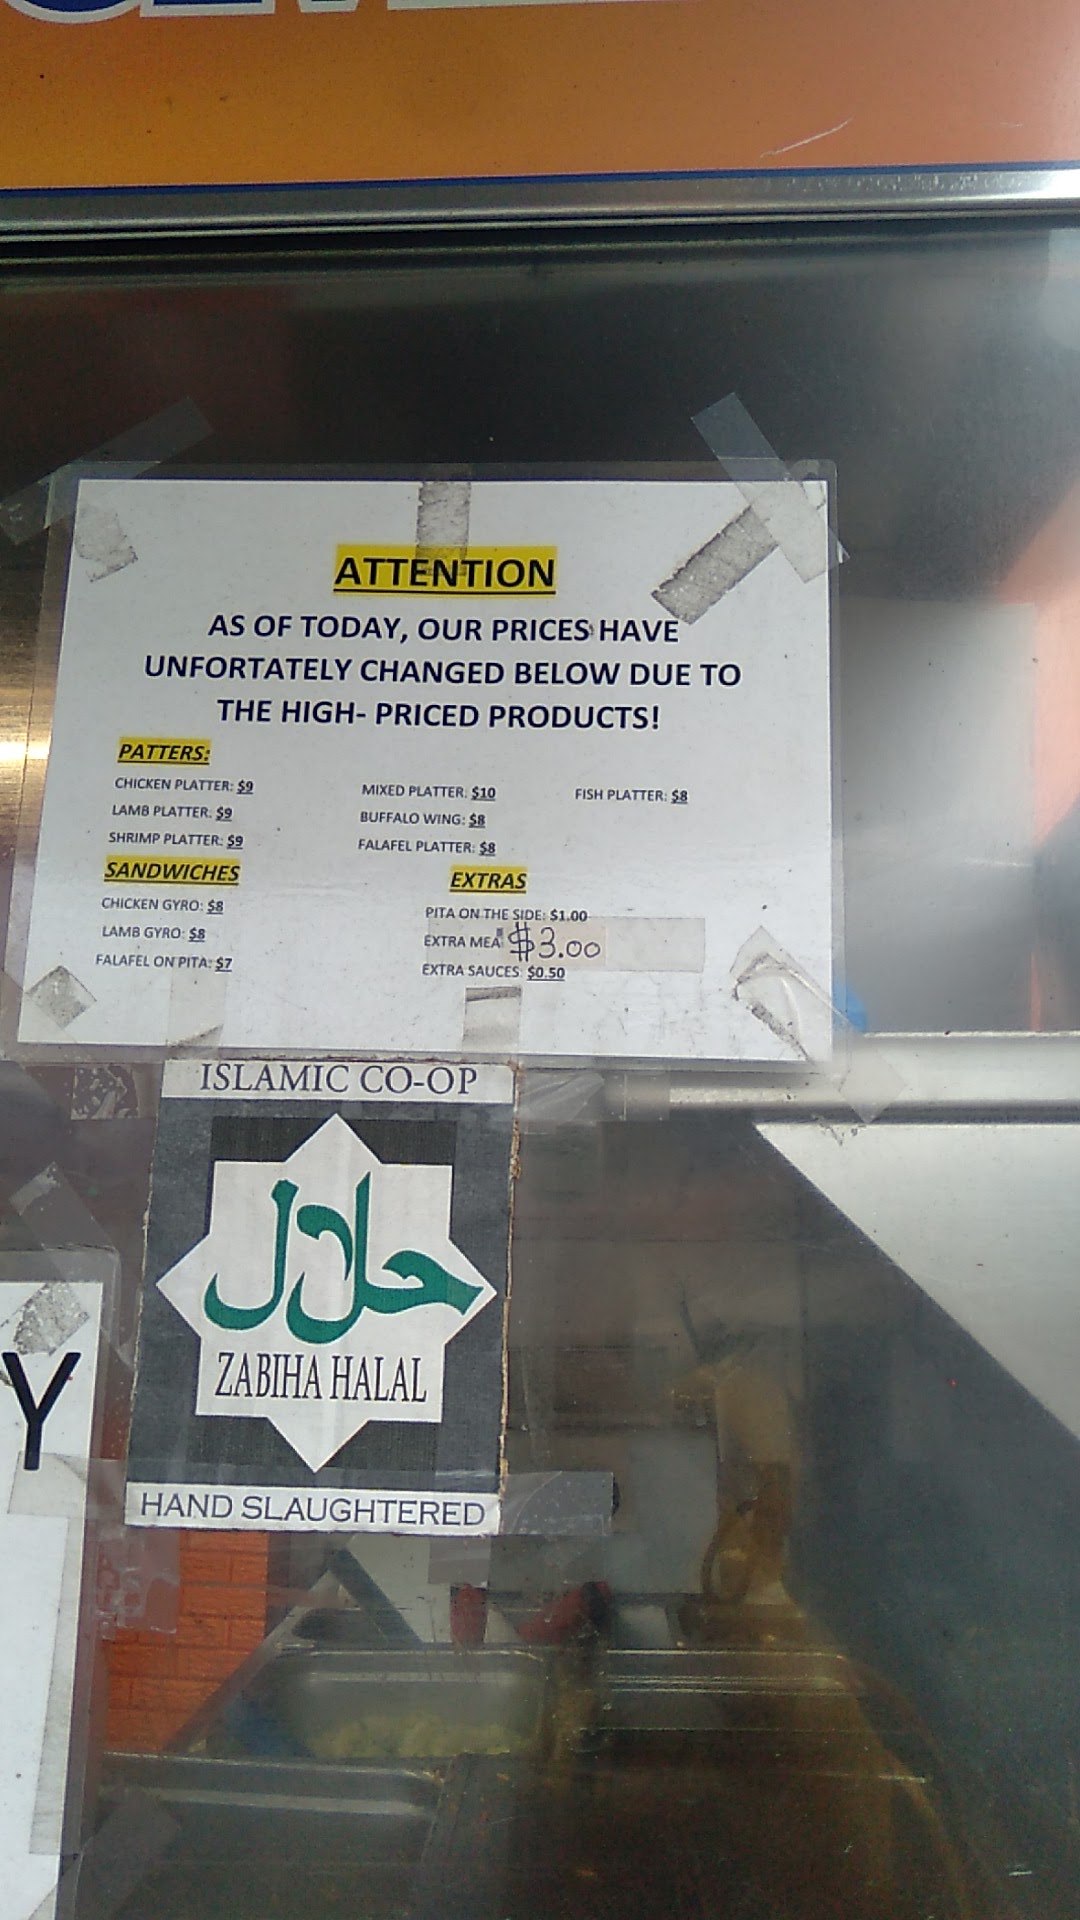 ATTENTION
AS OF TODAY, OUR PRICES HAVE
UNFORTATELY CHANGED BELOW DUE TO
THE HIGH- PRICED PRODUCTS!
PATTERS:
CHICKEN PLATTER: $9
LAMB PLATTER: $9
SHRIMP PLATTER: $9
MIXED PLATTER: $10
BUFFALO WING: $8
FALAFEL PLATTER: $8
FISH PLATTER: $8
SANDWICHES
CHICKEN GYRO: $8
LAMB GYRO: $8
FALAFEL ON PITA: $7
EXTRAS
PITA ON THE SIDE: $1.00
EXTRA MEA $3.00
EXTRA SAUCES: $0.50
ISLAMIC CO-OP
حلال
ZABIHA HALAL
HAND SLAUGHTERED
Y